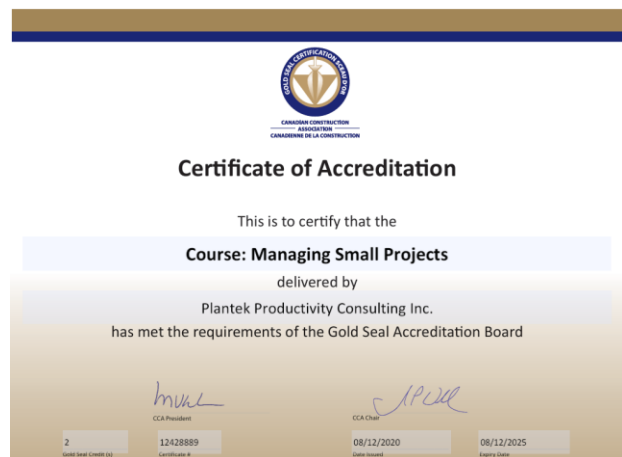 GOLD SEAL CERTIFICATION SCEAU D'OR
CANADIAN CONSTRUCTION
ASSOCIATION
CANADIENNE DE LA CONSTRUCTION
Certificate of Accreditation
This is to certify that the
Course: Managing Small Projects
delivered by
Plantek Productivity Consulting Inc.
has met the requirements of the Gold Seal Accreditation Board
CCA President
CCA Chair
2
12428889
08/12/2020
08/12/2025
Gold Seal Credit (s)
Certificate #
Date Issued
Expiry Date